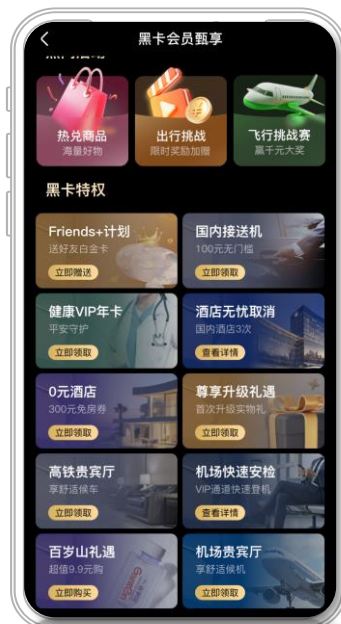 黑卡会员甄享
热兑商品
海量好物
出行挑战
限时奖励加赠
飞行挑战赛
赢千元大奖
黑卡特权
Friends+计划
送好友白金卡
立即赠送
国内接送机
100元无门槛
立即领取
健康VIP年卡
平安守护
立即领取
酒店无忧取消
国内酒店3次
查看详情
0元酒店
300元免房券
立即领取
尊享升级礼遇
首次升级实物礼
立即领取
高铁贵宾厅
享舒适候车
立即领取
机场快速安检
VIP通道快速登机
查看详情
百岁山礼遇
超值9.9元购
立即购买
机场贵宾厅
享舒适候机
立即领取